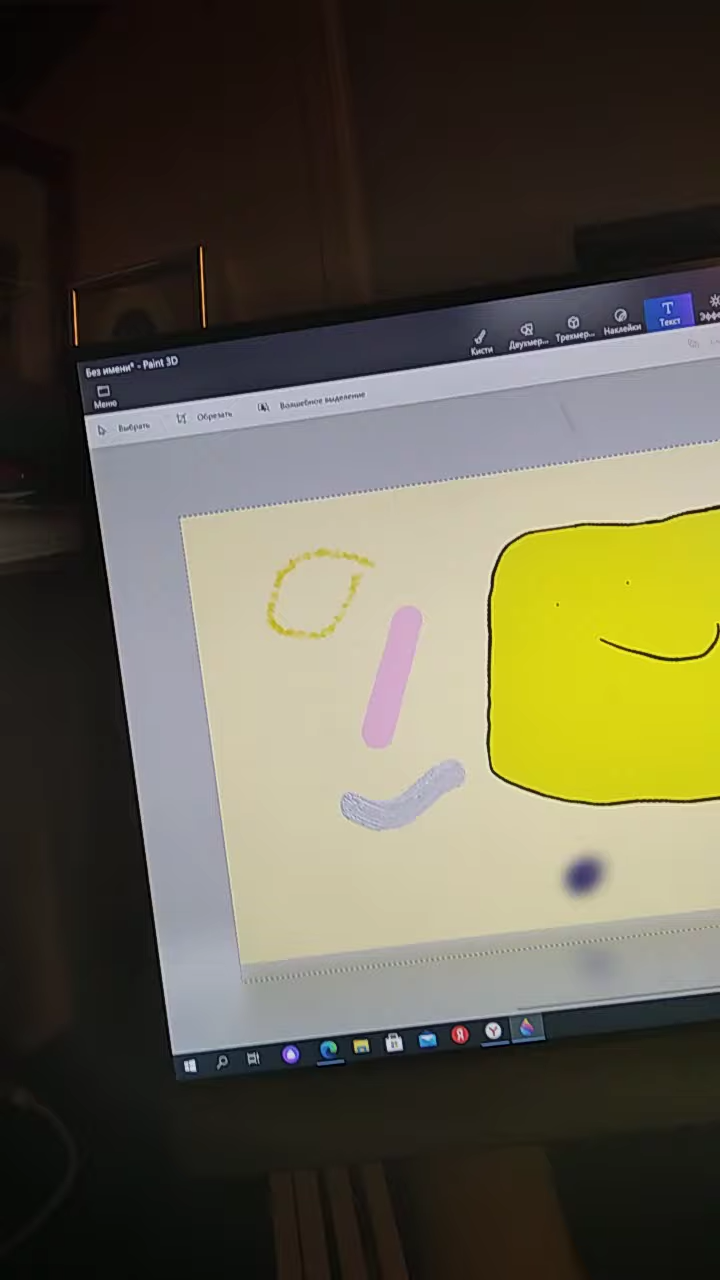 Без имени* - Paint 3D
Меню
Кисти
Двухмер...
Трехмер...
Наклейки
Текст
Выбрать
Обрезать
Волшебное выделение